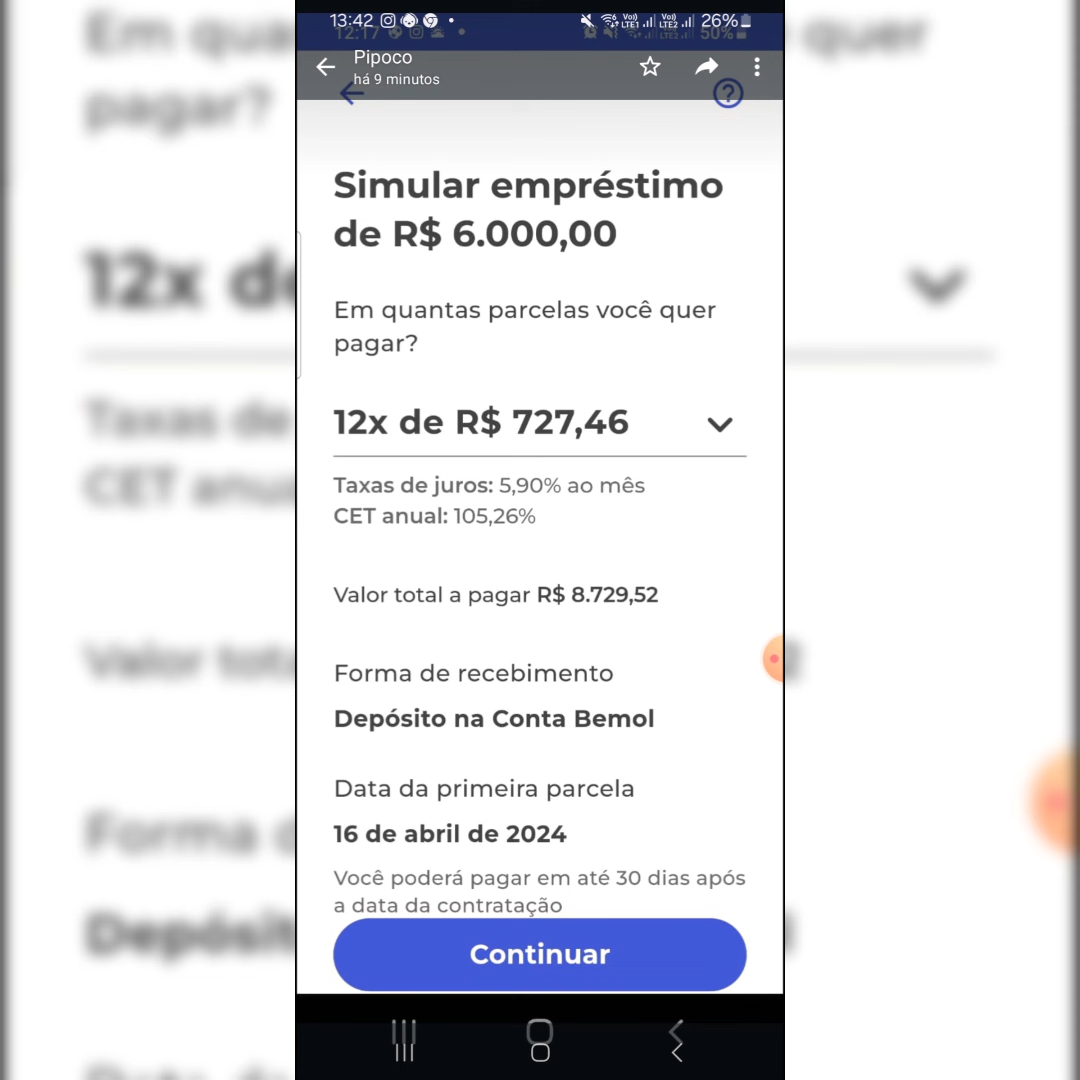 13:42
26%
12:17
50%
Pipoco
há 9 minutos
Simular empréstimo
de R$ 6.000,00
Em quantas parcelas você quer
pagar?
12x de R$ 727,46
Taxas de juros: 5,90% ao mês
CET anual: 105,26%
Valor total a pagar R$ 8.729,52
Forma de recebimento
Depósito na Conta Bemol
Data da primeira parcela
16 de abril de 2024
Você poderá pagar em até 30 dias após
a data da contratação
Continuar